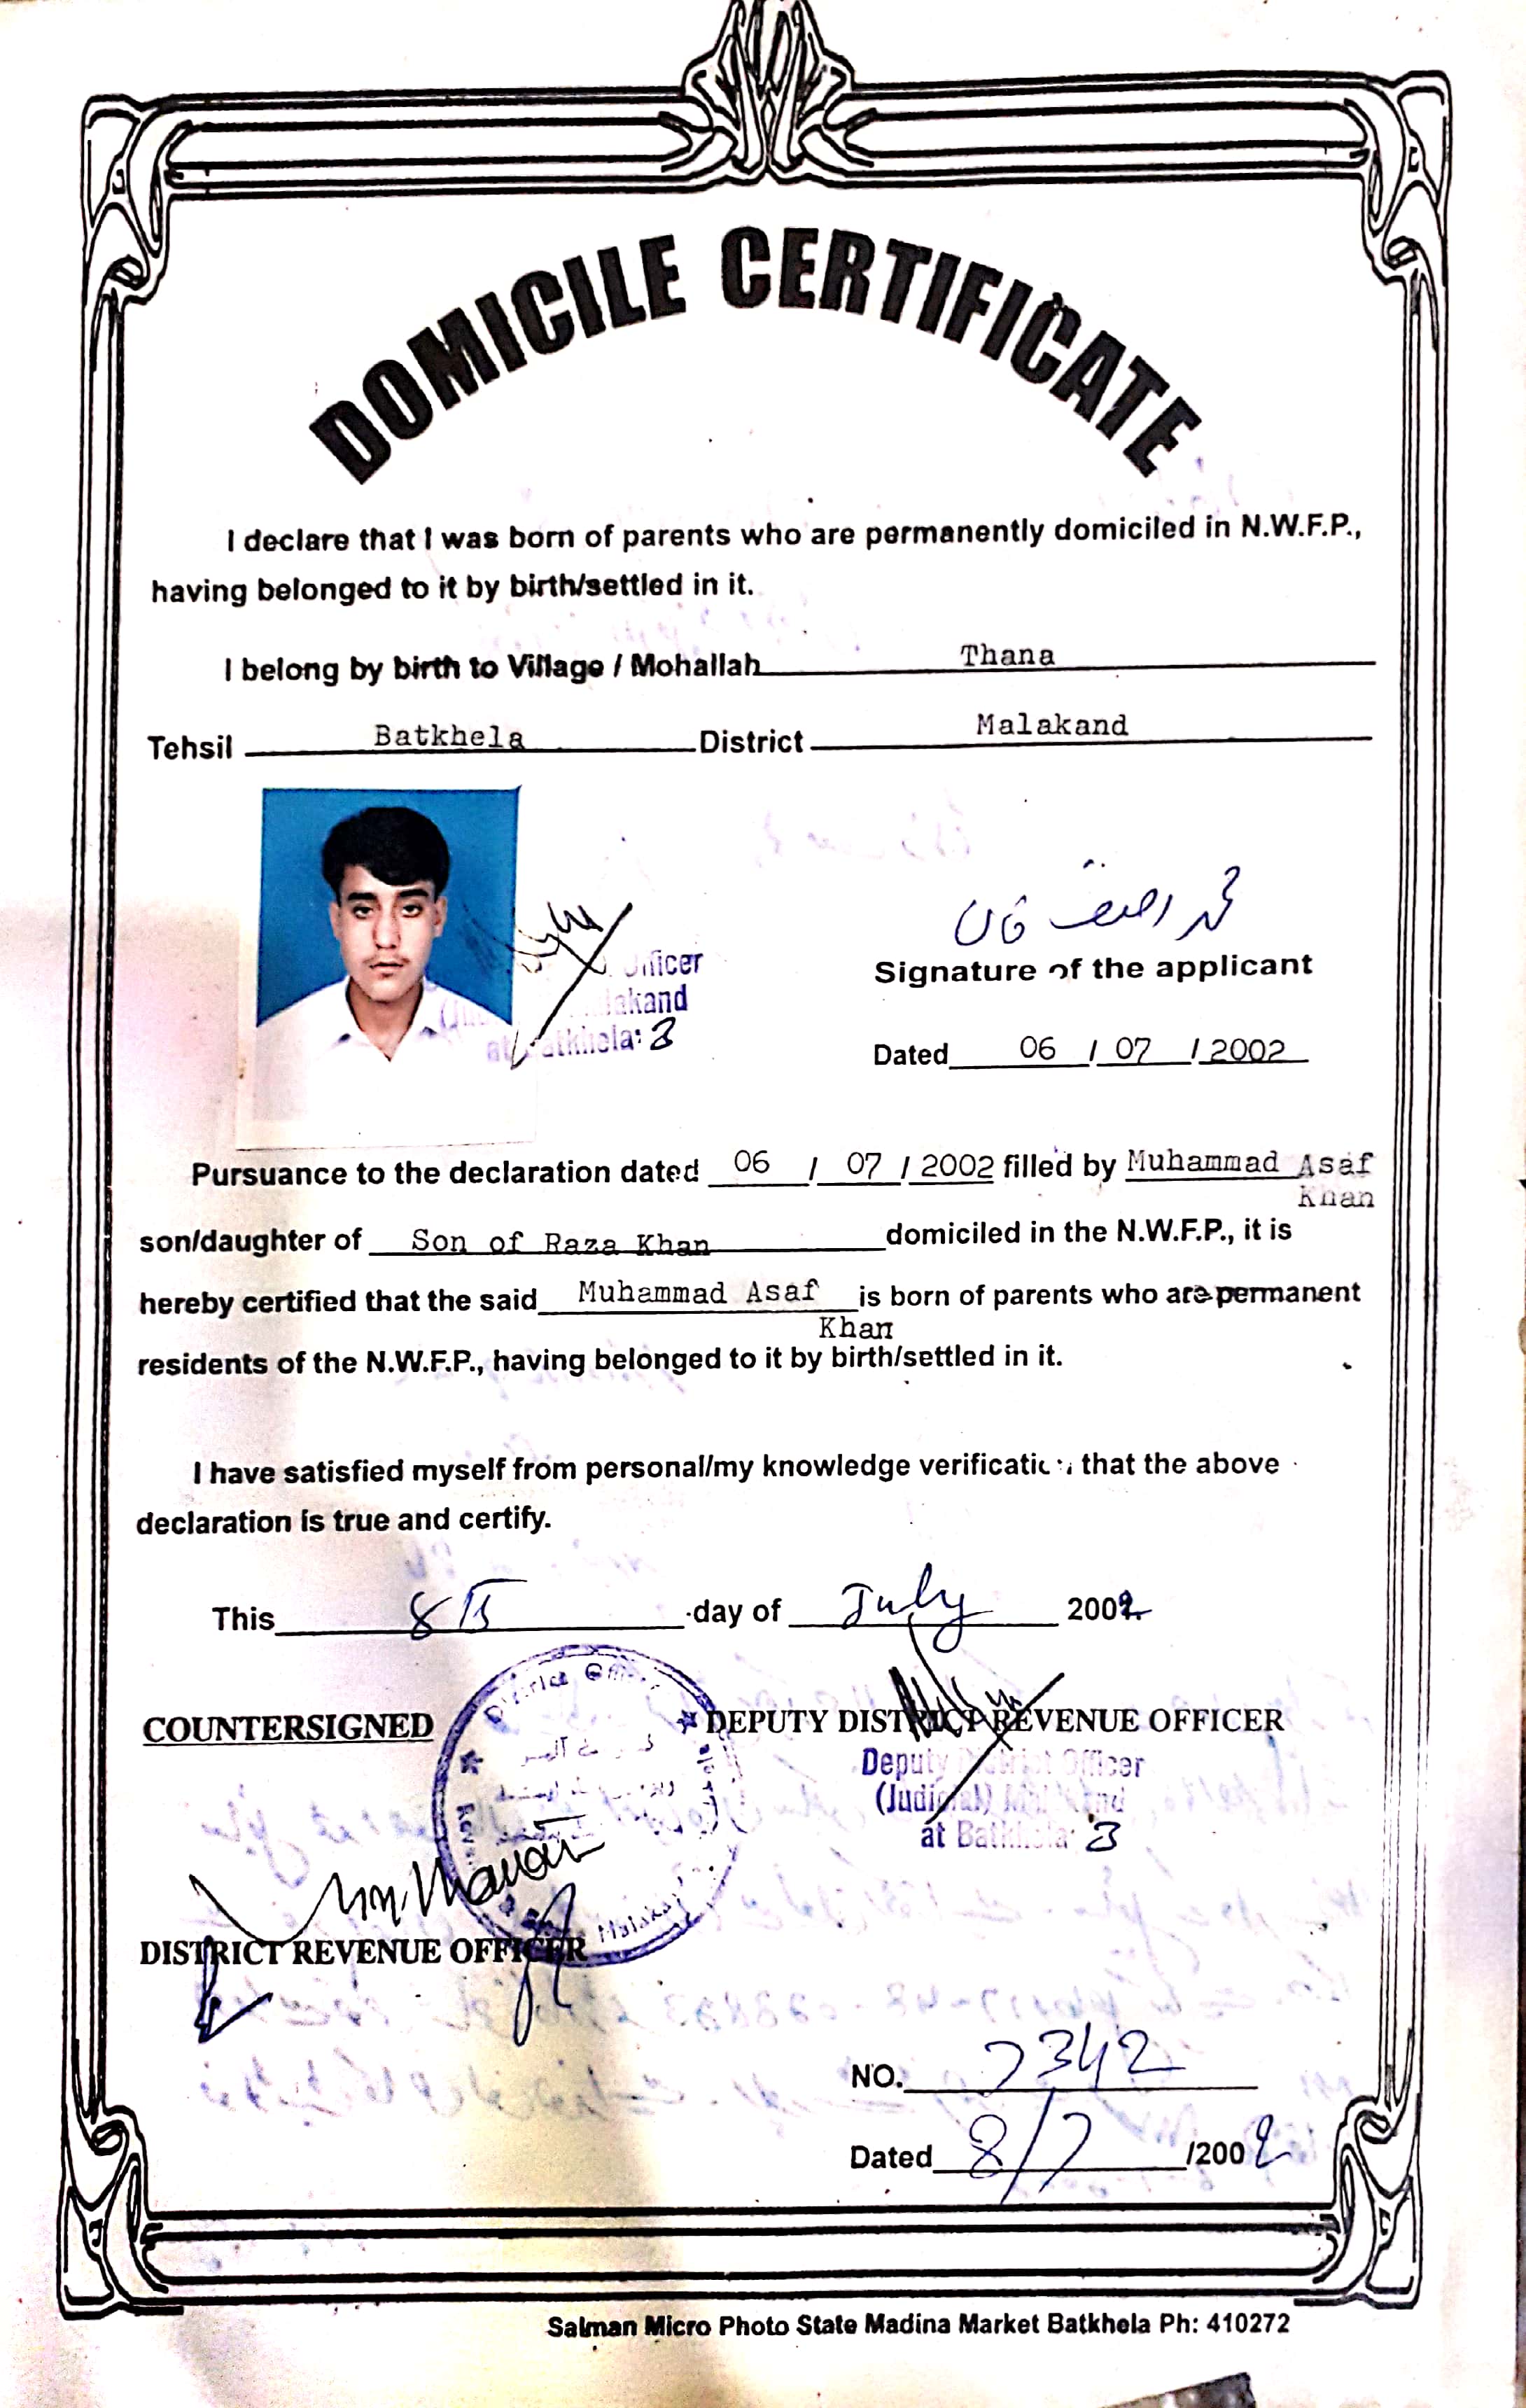 DOMICILE CERTIFICATE
I declare that I was born of parents who are permanently domiciled in N.W.F.P.,
having belonged to it by birth/settled in it.
I belong by birth to Village / Mohallah Thana
Tehsil Batkhela District Malakand
محمد آصف خان
Officer
Signature of the applicant
at Batkhela:
Dated 06 / 07 / 2002
Pursuance to the declaration dated 06 / 07 / 2002 filled by Muhammad Asaf
Khan
son/daughter of Son of Raza Khan domiciled in the N.W.F.P., it is
hereby certified that the said Muhammad Asaf is born of parents who are permanent
Khan
residents of the N.W.F.P., having belonged to it by birth/settled in it.
I have satisfied myself from personal/my knowledge verification that the above
declaration is true and certify.
This 8th day of July 2002
COUNTERSIGNED DEPUTY DISTRICT REVENUE OFFICER
Deputy District Officer
(Judicial) Malakand
at Batkhela:
DISTRICT REVENUE OFFICER
NO. 7342
Dated 8/7 /2002
Salman Micro Photo State Madina Market Batkhela Ph: 410272